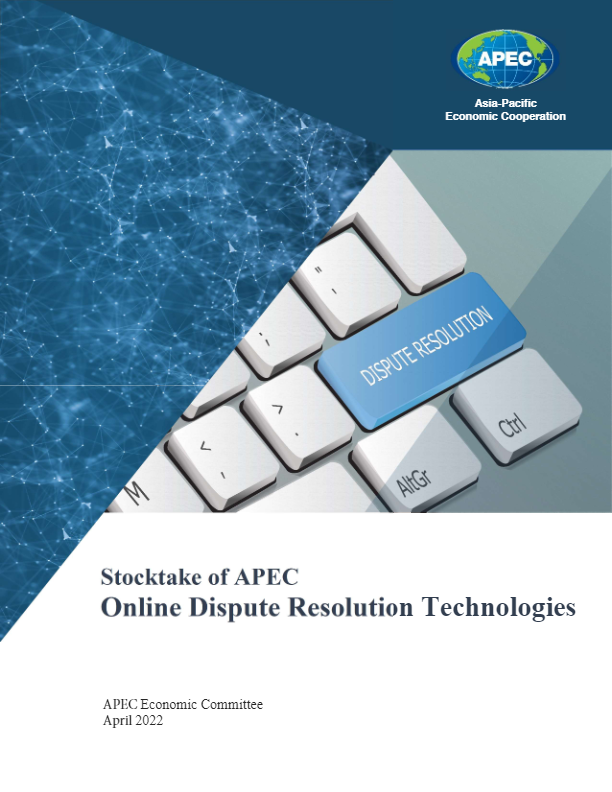 APEC
Asia-Pacific
Economic Cooperation
"
'
;
DISPUTE RESOLUTION
>
.
<
,
Ctrl
AltGr
M
Stocktake of APEC
Online Dispute Resolution Technologies
APEC Economic Committee
April 2022